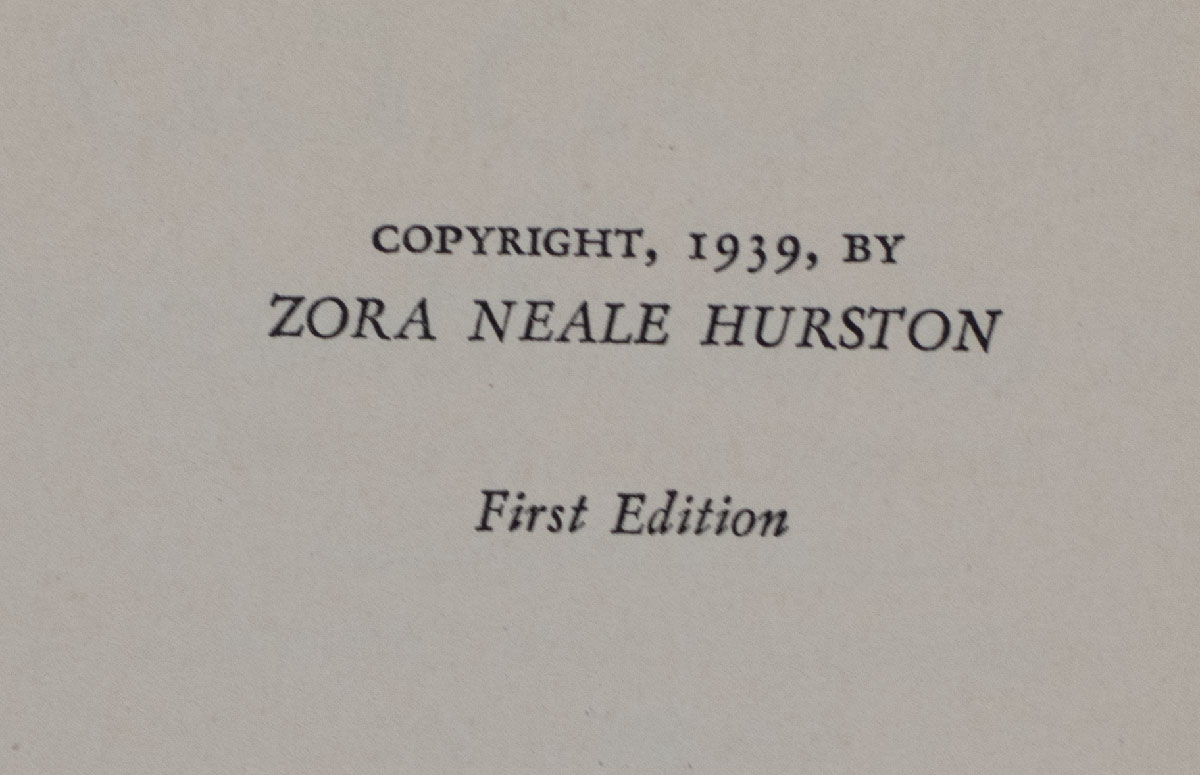 COPYRIGHT, 1939, BY
ZORA NEALE HURSTON
First Edition